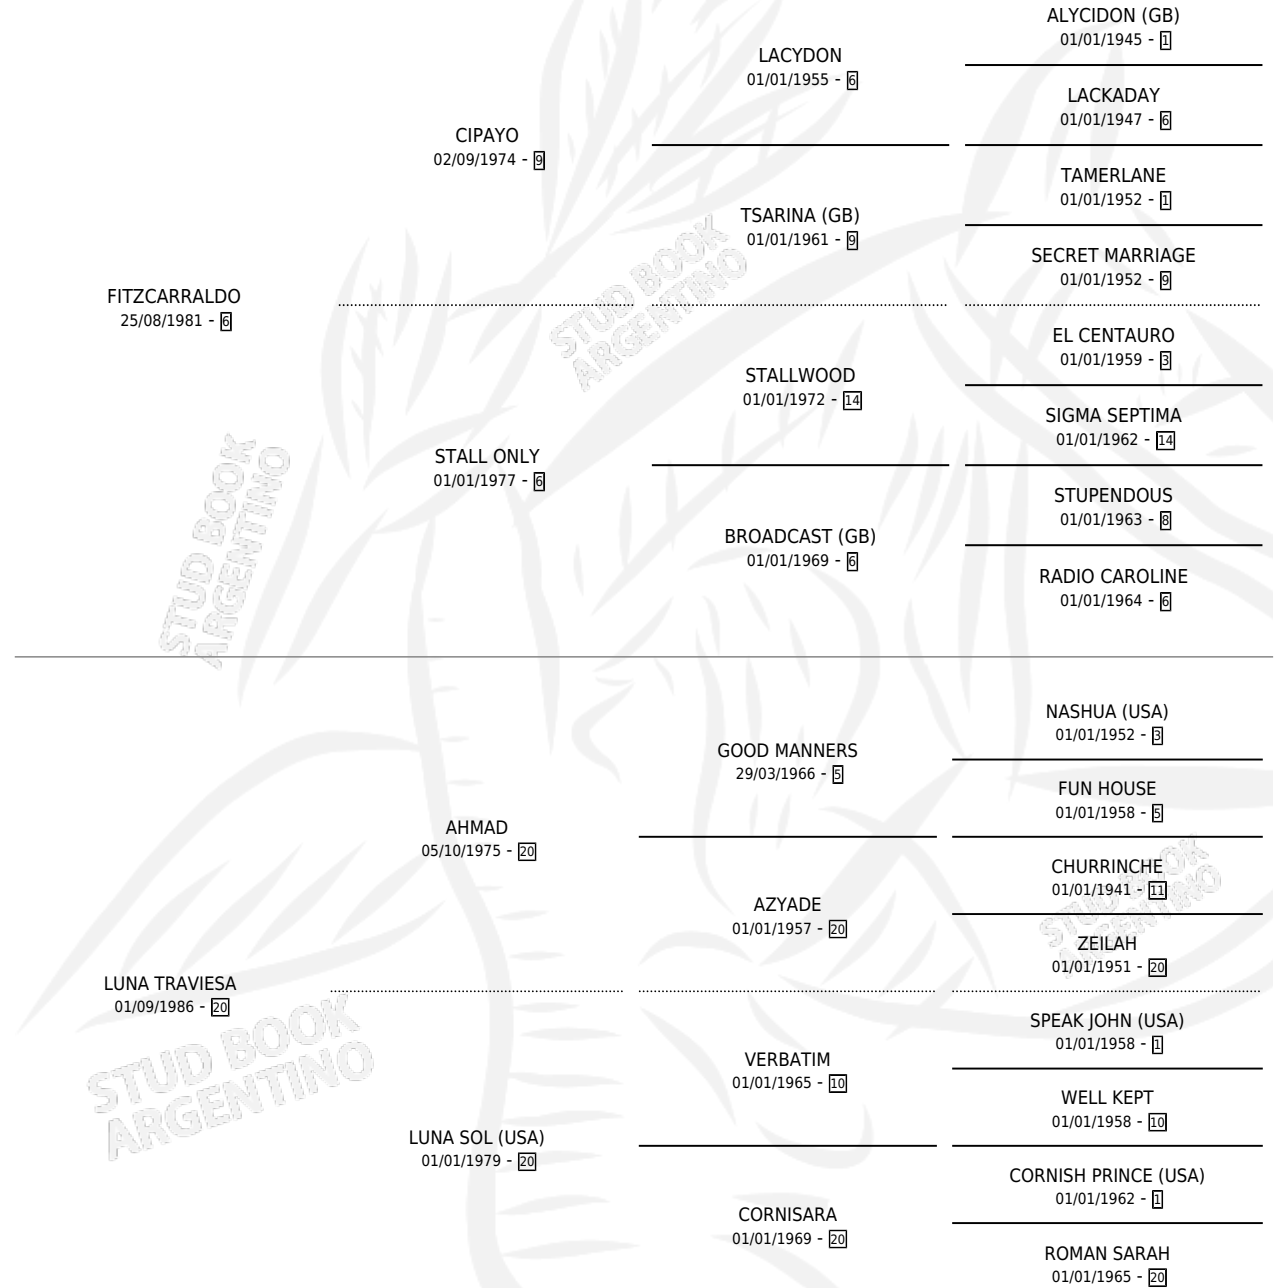 ALYCIDON (GB)
01/01/1945 - 1
LACYDON
01/01/1955 - 6
LACKADAY
01/01/1947 - 6
CIPAYO
02/09/1974 - 9
TAMERLANE
01/01/1952 - 1
TSARINA (GB)
01/01/1961 - 9
SECRET MARRIAGE
01/01/1952 - 9
FITZCARRALDO
25/08/1981 - 6
EL CENTAURO
01/01/1959 - 3
STALLWOOD
01/01/1972 - 14
SIGMA SEPTIMA
01/01/1962 - 14
STALL ONLY
01/01/1977 - 6
STUPENDOUS
01/01/1963 - 8
BROADCAST (GB)
01/01/1969 - 6
RADIO CAROLINE
01/01/1964 - 6
STUD BOOK
ARGENTINO
STUD BOOK
ARGENTINO
NASHUA (USA)
01/01/1952 - 3
GOOD MANNERS
29/03/1966 - 5
FUN HOUSE
01/01/1958 - 5
AHMAD
05/10/1975 - 20
CHURRINCHE
01/01/1941 - 11
AZYADE
01/01/1957 - 20
ZEILAH
01/01/1951 - 20
LUNA TRAVIESA
01/09/1986 - 20
SPEAK JOHN (USA)
01/01/1958 - 1
VERBATIM
01/01/1965 - 10
WELL KEPT
01/01/1958 - 10
LUNA SOL (USA)
01/01/1979 - 20
CORNISH PRINCE (USA)
01/01/1962 - 1
CORNISARA
01/01/1969 - 20
ROMAN SARAH
01/01/1965 - 20
STUD BOOK
ARGENTINO
STUD BOOK
ARGENTINO